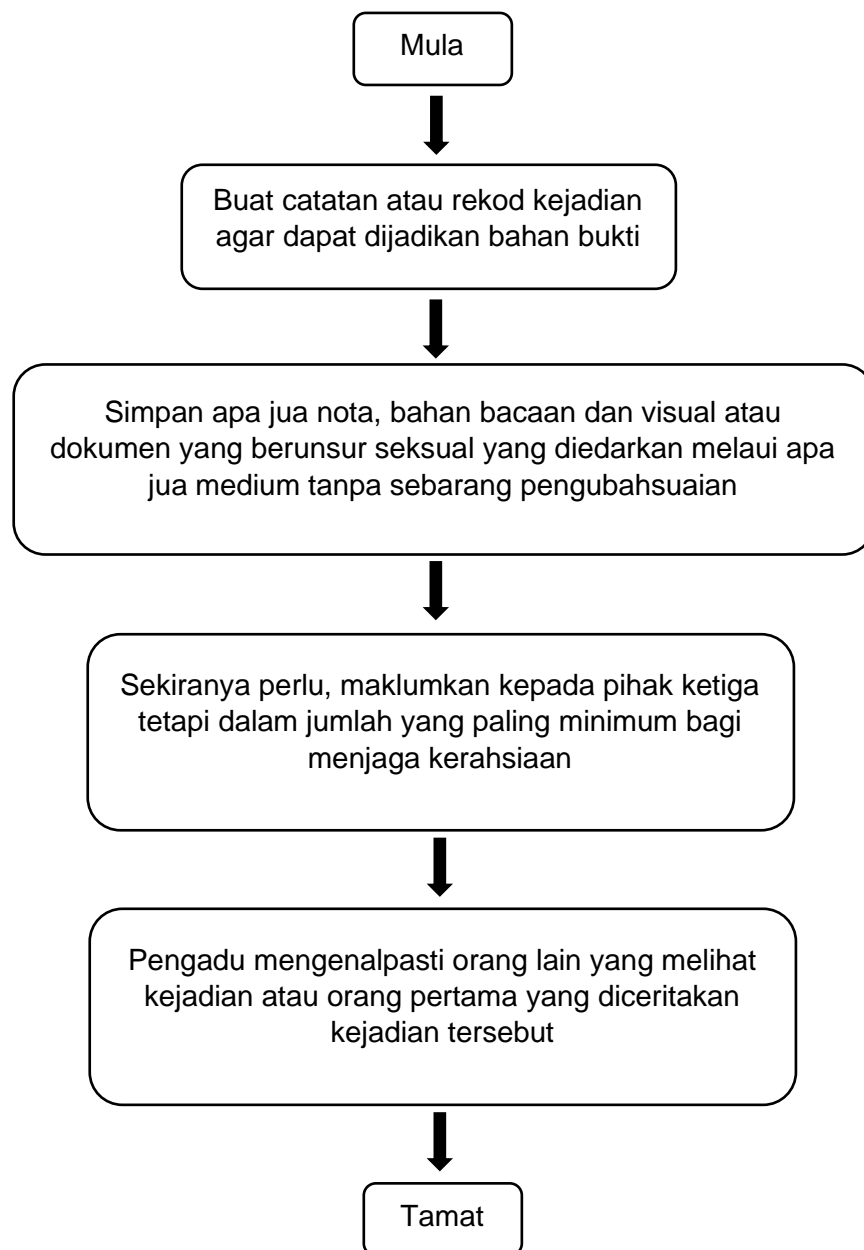 Mula
Buat catatan atau rekod kejadian
agar dapat dijadikan bahan bukti
Simpan apa jua nota, bahan bacaan dan visual atau
dokumen yang berunsur seksual yang diedarkan melaui apa
jua medium tanpa sebarang pengubahsuaian
Sekiranya perlu, maklumkan kepada pihak ketiga
tetapi dalam jumlah yang paling minimum bagi
menjaga kerahsiaan
Pengadu mengenalpasti orang lain yang melihat
kejadian atau orang pertama yang diceritakan
kejadian tersebut
Tamat